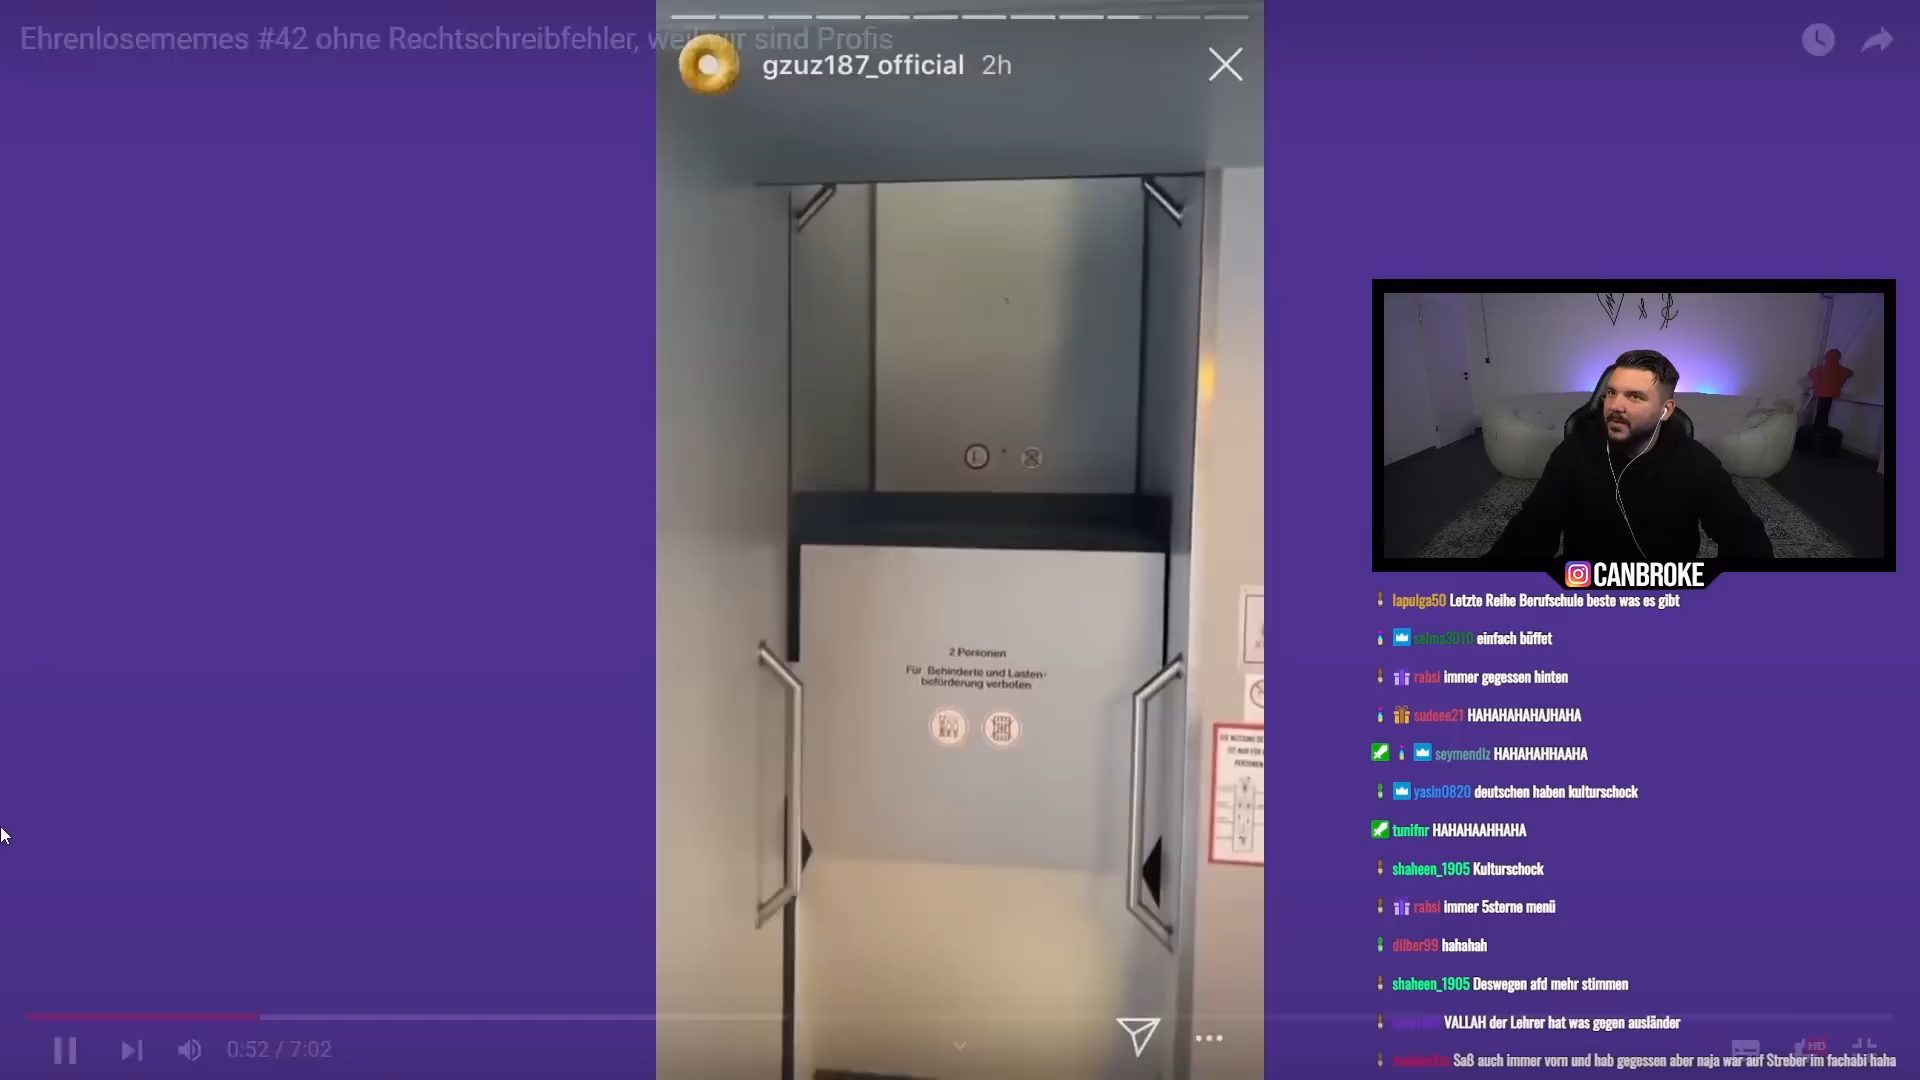 Ehrenlosememes #42 ohne Rechtschreibfehler, weil wir sind Profis
gzuz187_official 2h
2 Personen
Für Behinderte und Lasten-
beförderung verboten
CANBROKE
lapulga50 Letzte Reihe Berufschule beste was es gibt
selma3010 einfach büffet
rabsi immer gegessen hinten
sudeee21 HAHAHAHAHAJHAHA
seymendlz HAHAHAHHAAHA
yasin0820 deutschen haben kulturschock
tunifnr HAHAHAAHHAHA
shaheen_1905 Kulturschock
rabsi immer 5sterne menü
dilber99 hahahah
shaheen_1905 Deswegen afd mehr stimmen
VALLAH der Lehrer hat was gegen ausländer
Saß auch immer vorn und hab gegessen aber naja war auf Streber im fachabi haha
0:52 / 7:02
HD